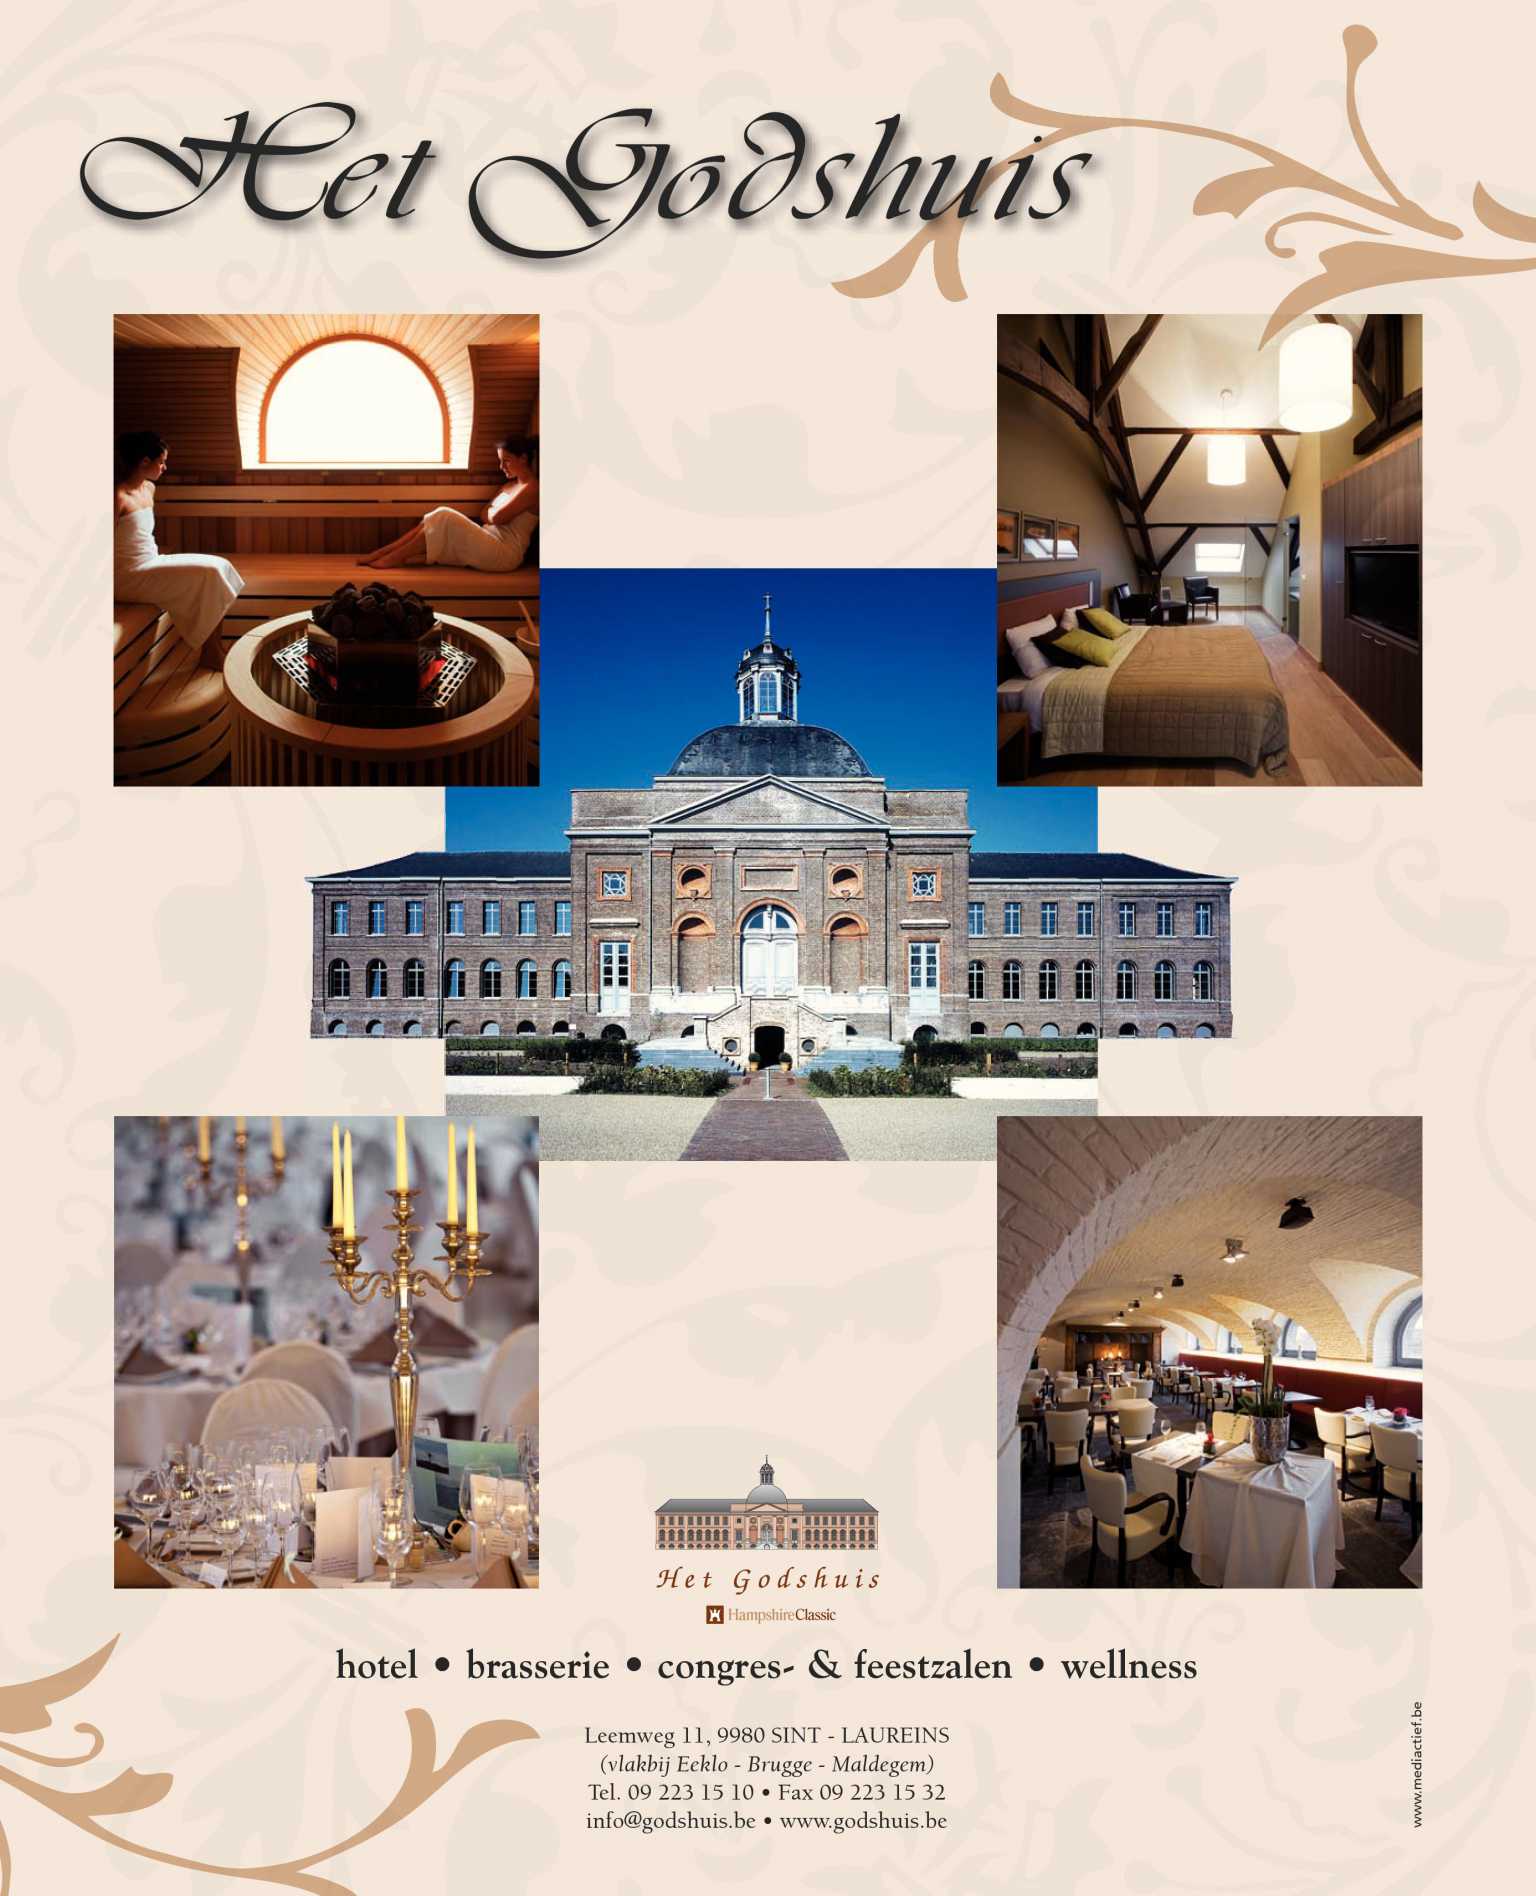 Het Godshuis
Het Godshuis
HampshireClassic
hotel • brasserie • congres- & feestzalen • wellness
Leemweg 11, 9980 SINT - LAUREINS
(vlakbij Eeklo - Brugge - Maldegem)
Tel. 09 223 15 10 • Fax 09 223 15 32
info@godshuis.be • www.godshuis.be
www.mediactief.be